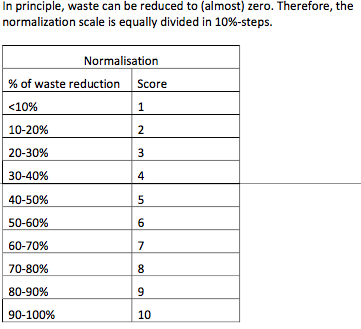 In principle, waste can be reduced to (almost) zero. Therefore, the
normalization scale is equally divided in 10%-steps.
Normalisation
% of waste reduction Score
<10% 1
10-20% 2
20-30% 3
30-40% 4
40-50% 5
50-60% 6
60-70% 7
70-80% 8
80-90% 9
90-100% 10